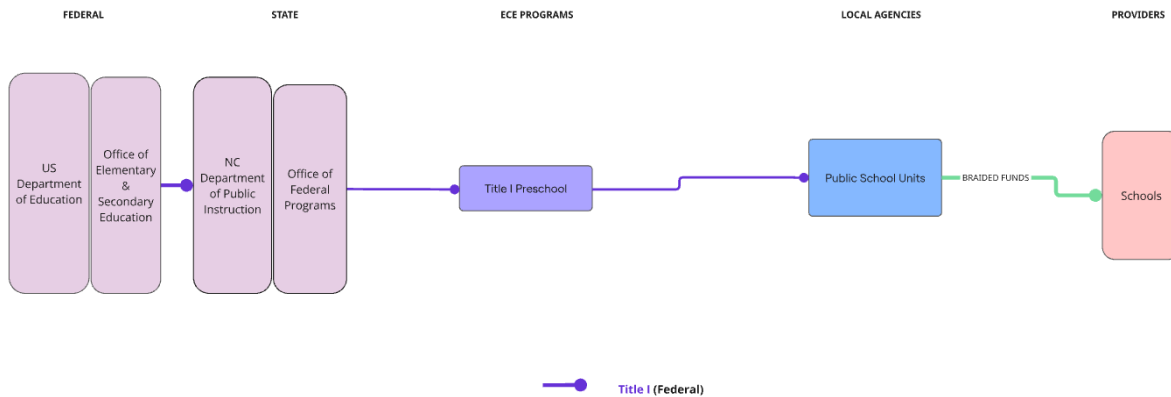 FEDERAL
STATE
ECE PROGRAMS
LOCAL AGENCIES
PROVIDERS
US
Department
of Education
Office of
Elementary
&
Secondary
Education
NC
Department
of Public
Instruction
Office of
Federal
Programs
Title I Preschool
Public School Units
BRAIDED FUNDS
Schools
Title I (Federal)